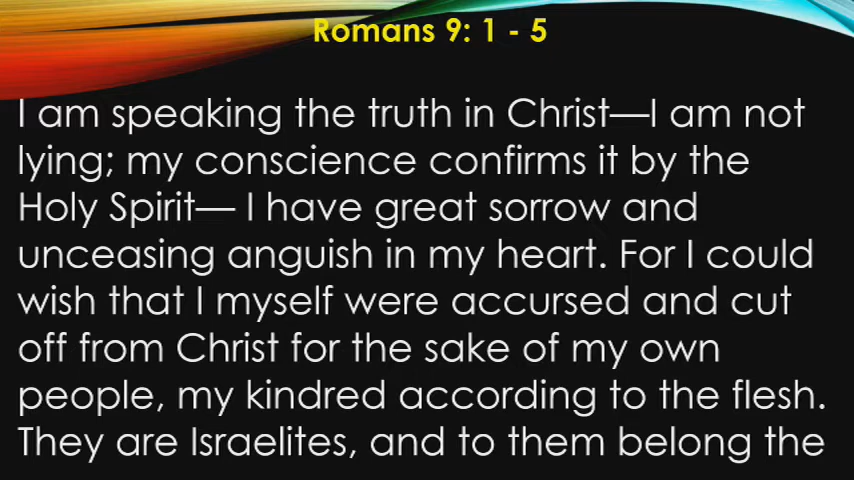 Romans 9: 1 - 5
I am speaking the truth in Christ—I am not
lying; my conscience confirms it by the
Holy Spirit— I have great sorrow and
unceasing anguish in my heart. For I could
wish that I myself were accursed and cut
off from Christ for the sake of my own
people, my kindred according to the flesh.
They are Israelites, and to them belong the